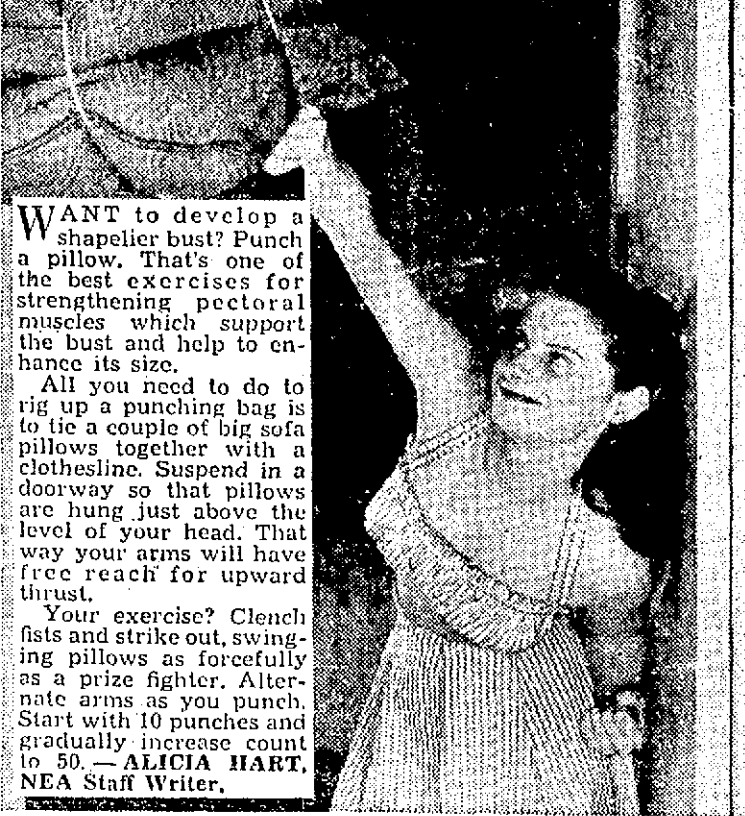 WANT to develop a
shapelier bust? Punch
a pillow. That's one of
the best exercises for
strengthening pectoral
muscles which support
the bust and help to en-
hance its size.
All you need to do to
rig up a punching bag is
to tie a couple of big sofa
pillows together with a
clothesline. Suspend in a
doorway so that pillows
are hung just above the
level of your head. That
way your arms will have
free reach for upward
thrust.
Your exercise? Clench
fists and strike out, swing-
ing pillows as forcefully
as a prize fighter. Alter-
nate arms as you punch.
Start with 10 punches and
gradually increase count
to 50. — ALICIA HART,
NEA Staff Writer.